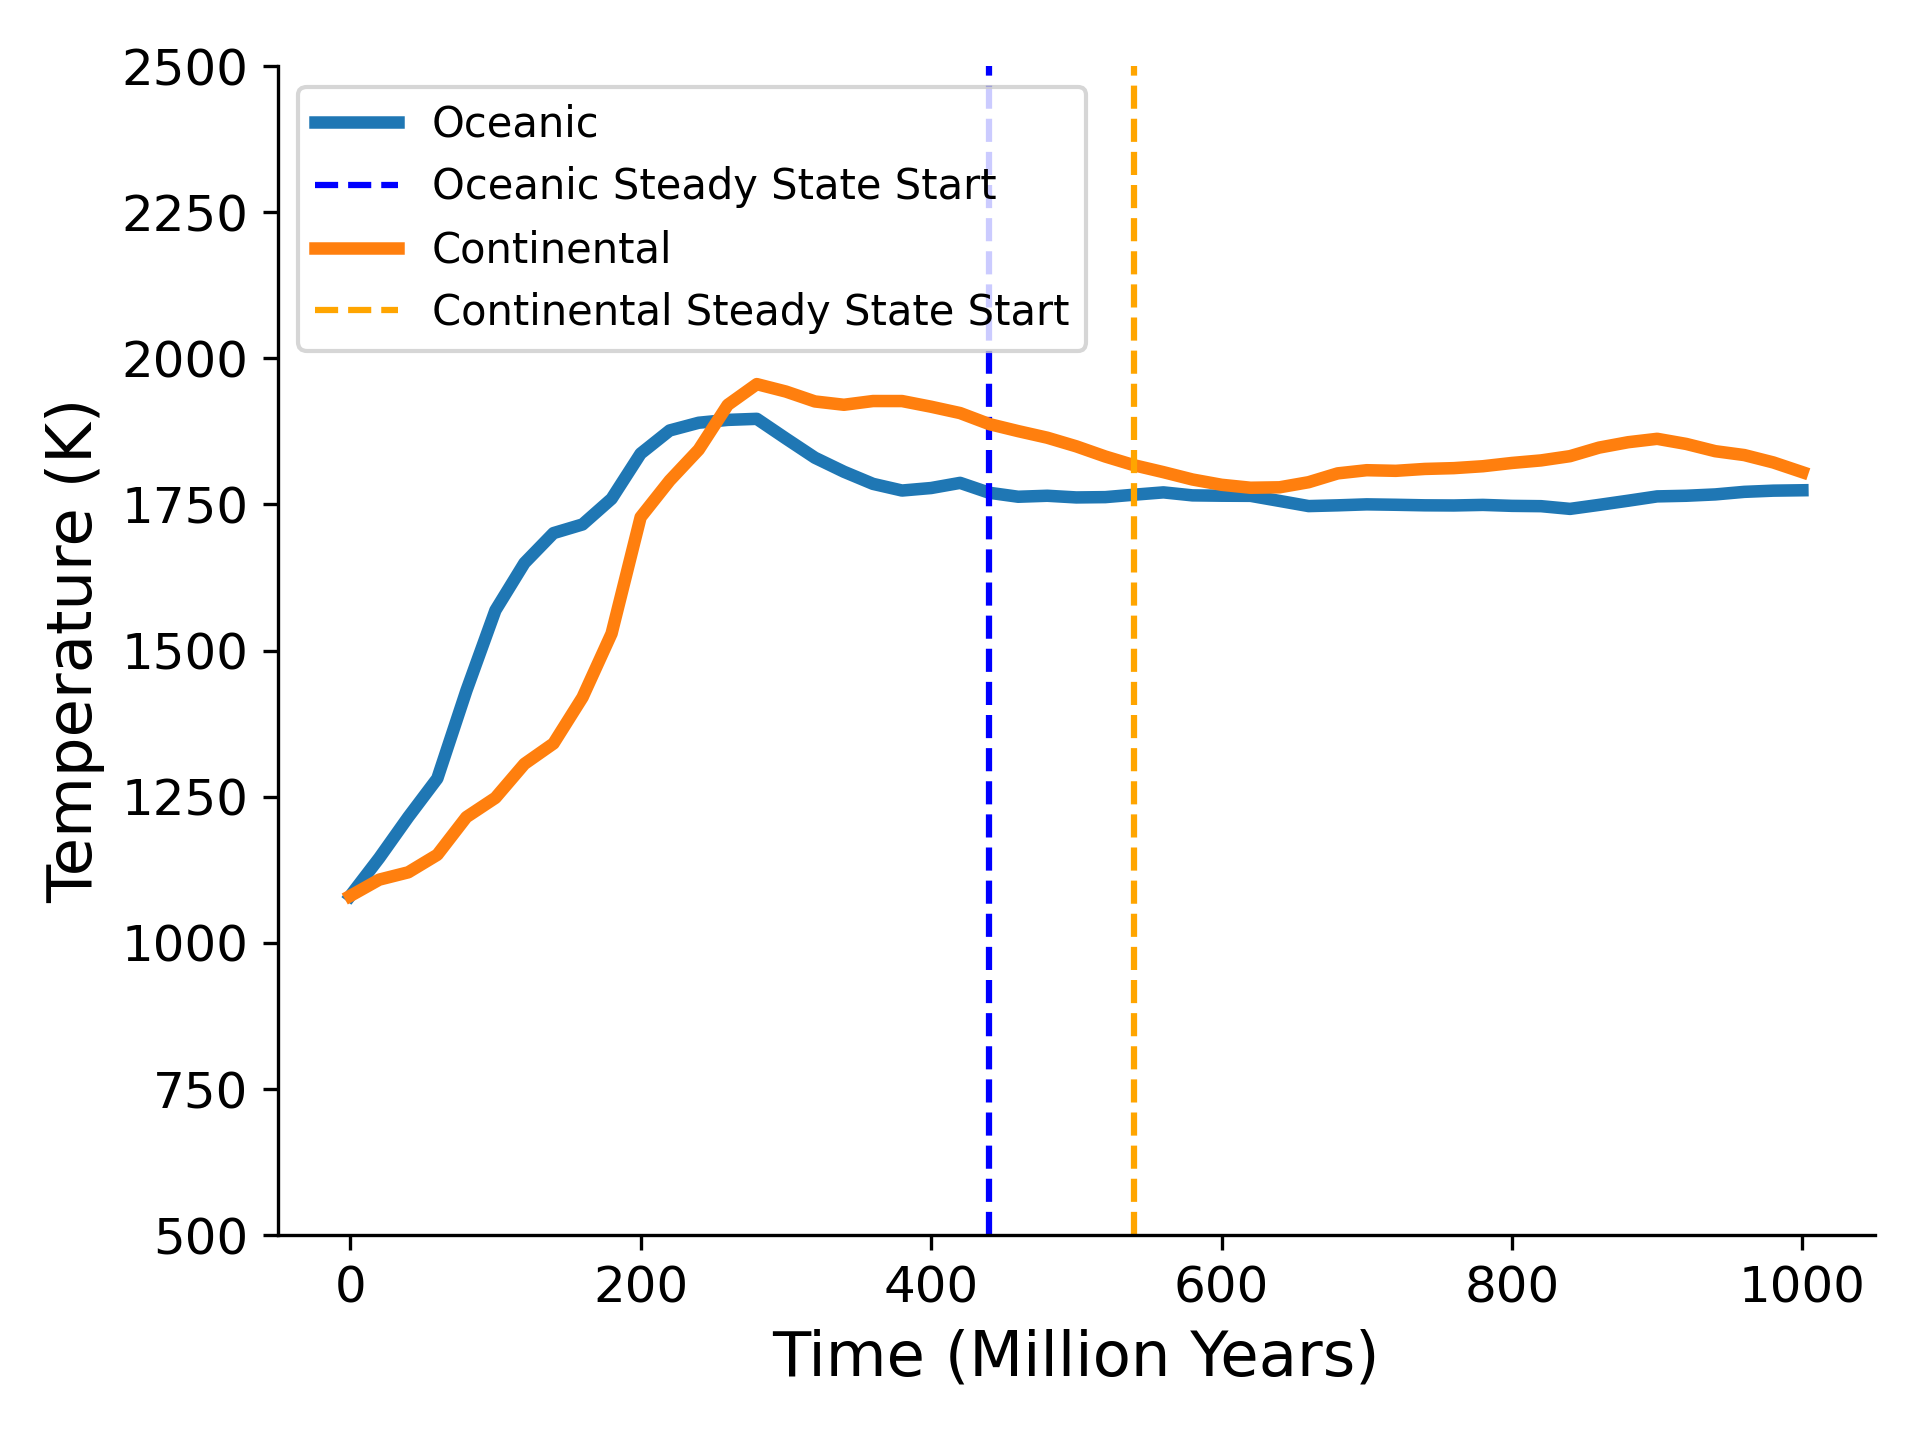 2500
2250
2000
1750
1500
1250
1000
750
500
Temperature (K)
Oceanic
Oceanic Steady State Start
Continental
Continental Steady State Start
0 200 400 600 800 1000
Time (Million Years)